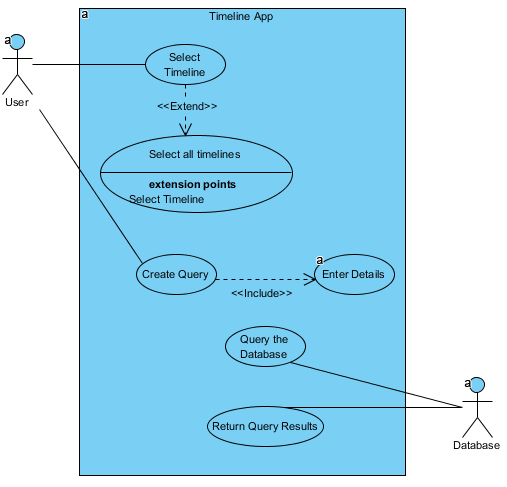 a
Timeline App
a
User
Select
Timeline
<<Extend>>
Select all timelines
extension points
Select Timeline
a
Create Query
Enter Details
<<Include>>
Query the
Database
a
Return Query Results
Database